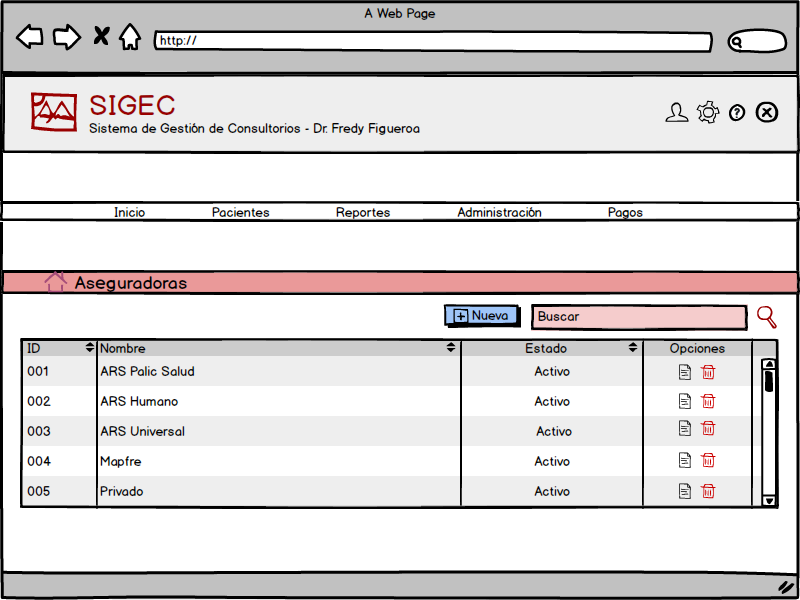 A Web Page
http://
SIGEC
Sistema de Gestión de Consultorios - Dr. Fredy Figueroa
Inicio Pacientes Reportes Administración Pagos
Aseguradoras
Nueva Buscar
ID Nombre Estado Opciones
001 ARS Palic Salud Activo
002 ARS Humano Activo
003 ARS Universal Activo
004 Mapfre Activo
005 Privado Activo